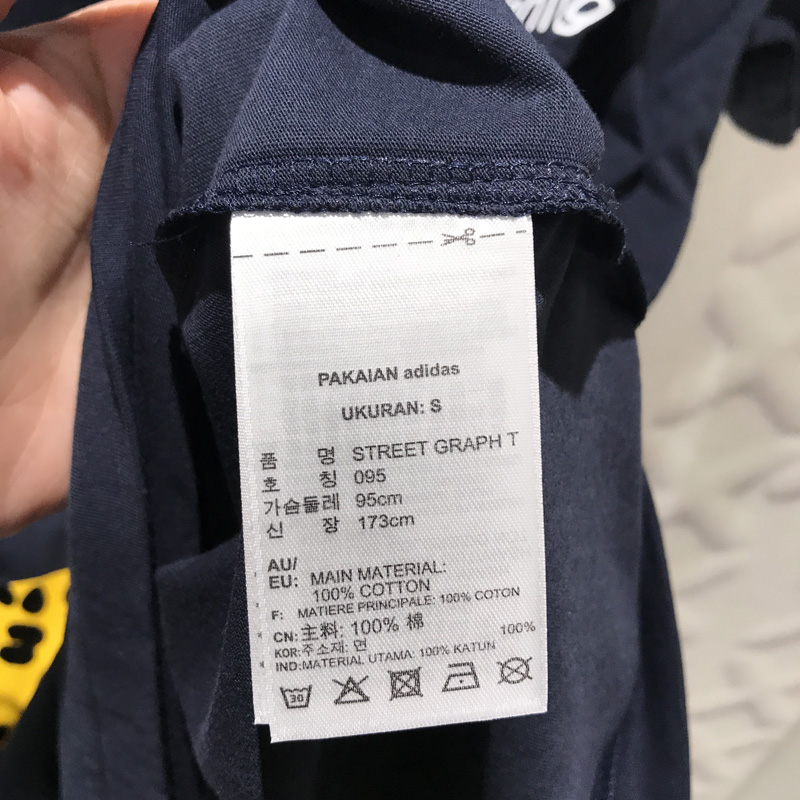 PAKAIAN adidas
UKURAN: S
품 명 STREET GRAPH T
호 칭 095
가슴둘레 95cm
신 장 173cm
AU/
EU: MAIN MATERIAL:
100% COTTON
F: MATIERE PRINCIPALE: 100% COTON
CN: 主料: 100% 棉
KOR: 주소재: 면 100%
IND: MATERIAL UTAMA: 100% KATUN
30